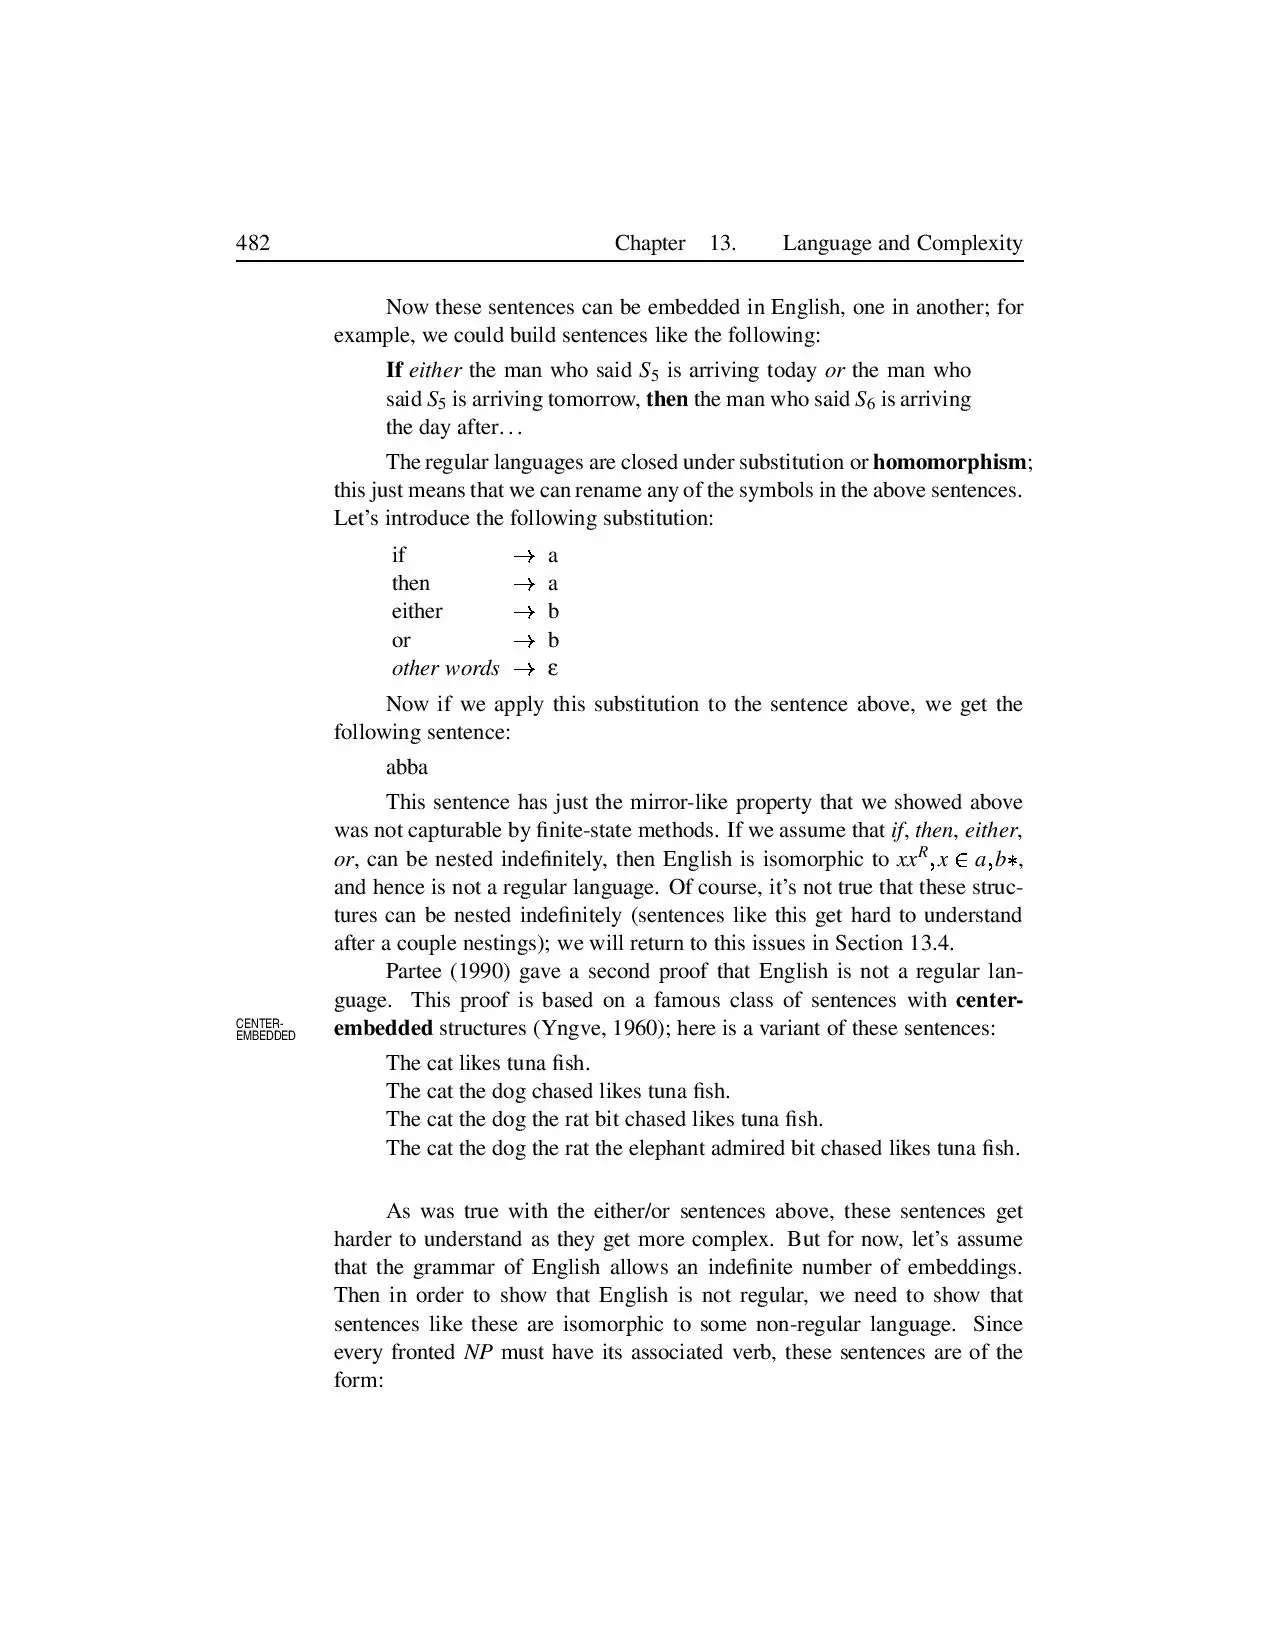 482 Chapter 13. Language and Complexity
Now these sentences can be embedded in English, one in another; for
example, we could build sentences like the following:
If either the man who said S5 is arriving today or the man who
said S5 is arriving tomorrow, then the man who said S6 is arriving
the day after...
The regular languages are closed under substitution or homomorphism;
this just means that we can rename any of the symbols in the above sentences.
Let's introduce the following substitution:
if → a
then → a
either → b
or → b
other words → ε
Now if we apply this substitution to the sentence above, we get the
following sentence:
abba
This sentence has just the mirror-like property that we showed above
was not capturable by finite-state methods. If we assume that if, then, either,
or, can be nested indefinitely, then English is isomorphic to xx^R, x ∈ a,b*,
and hence is not a regular language. Of course, it's not true that these struc-
tures can be nested indefinitely (sentences like this get hard to understand
after a couple nestings); we will return to this issues in Section 13.4.
Partee (1990) gave a second proof that English is not a regular lan-
guage. This proof is based on a famous class of sentences with center-
CENTER-
EMBEDDED
embedded structures (Yngve, 1960); here is a variant of these sentences:
The cat likes tuna fish.
The cat the dog chased likes tuna fish.
The cat the dog the rat bit chased likes tuna fish.
The cat the dog the rat the elephant admired bit chased likes tuna fish.
As was true with the either/or sentences above, these sentences get
harder to understand as they get more complex. But for now, let's assume
that the grammar of English allows an indefinite number of embeddings.
Then in order to show that English is not regular, we need to show that
sentences like these are isomorphic to some non-regular language. Since
every fronted NP must have its associated verb, these sentences are of the
form: